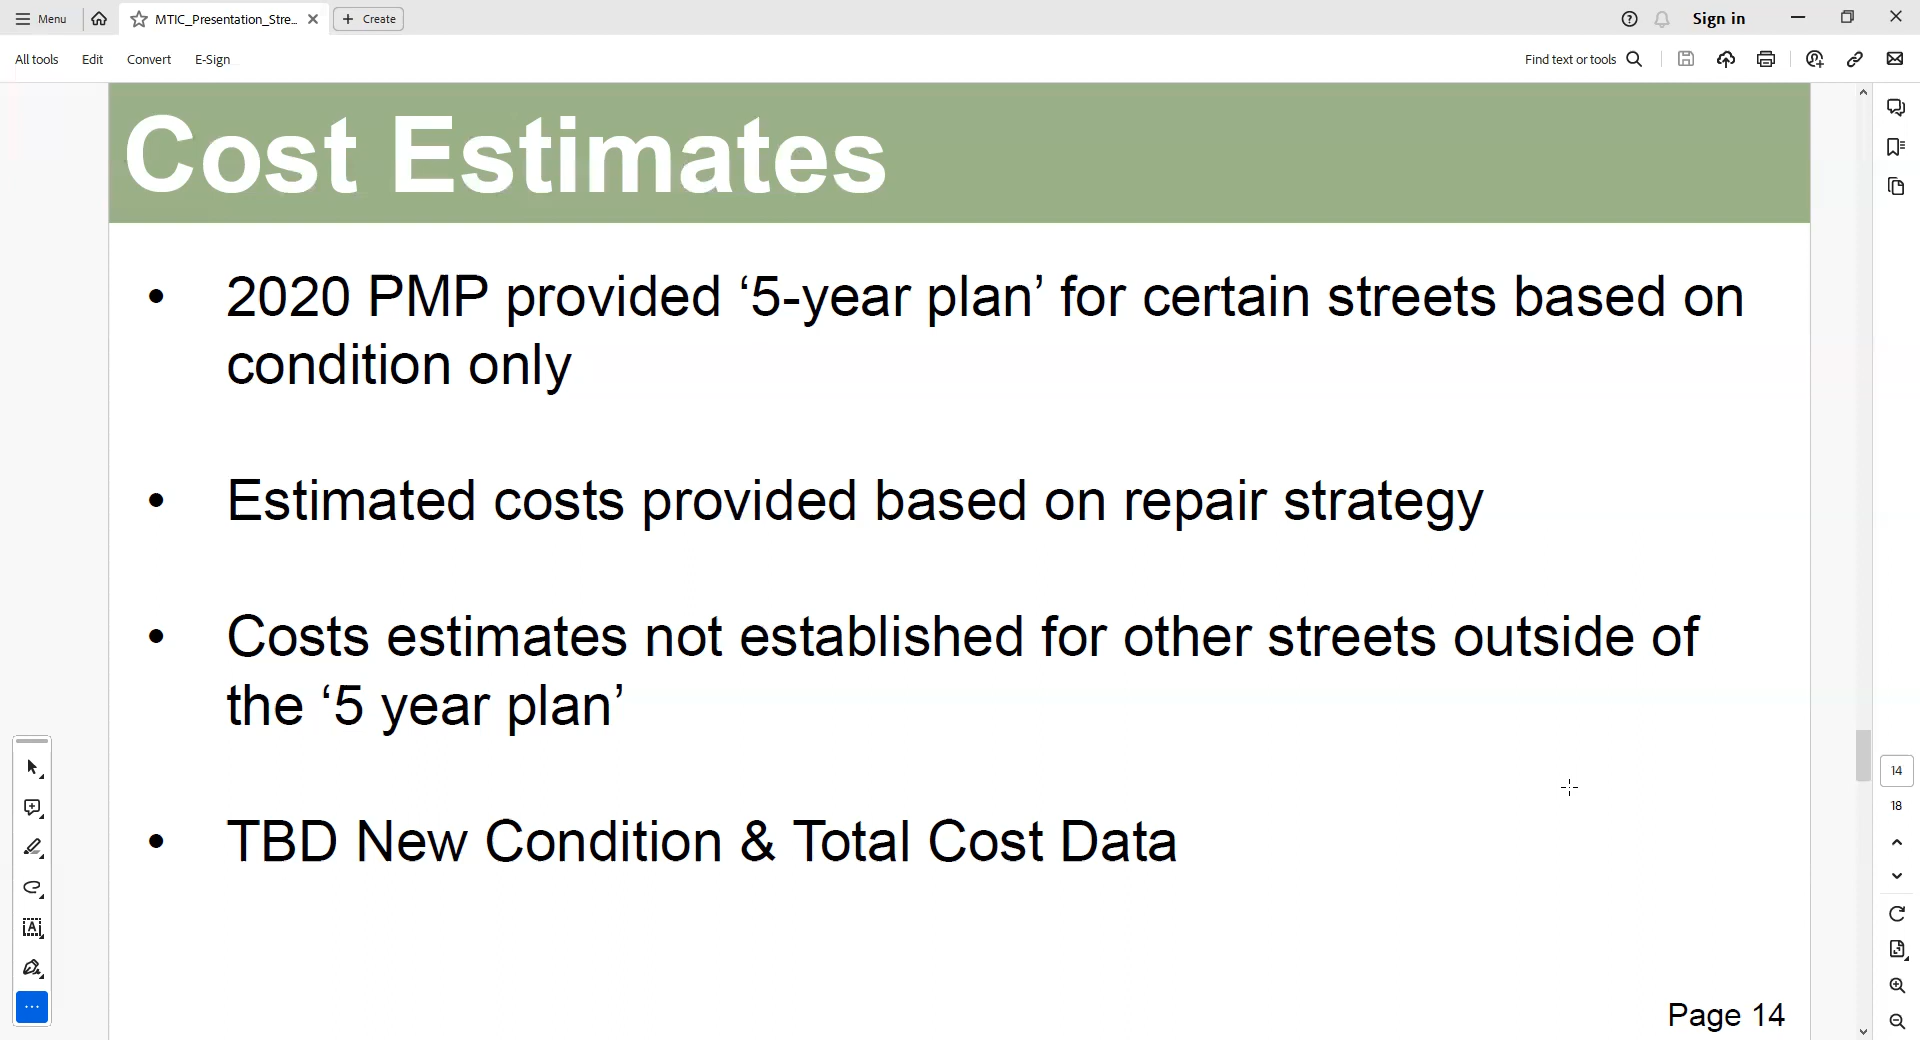 Menu
MTIC_Presentation_Stre...
+ Create
Sign in
All tools
Edit
Convert
E-Sign
Find text or tools
Cost Estimates
• 2020 PMP provided ‘5-year plan’ for certain streets based on
condition only
• Estimated costs provided based on repair strategy
• Costs estimates not established for other streets outside of
the ‘5 year plan’
• TBD New Condition & Total Cost Data
14
18
Page 14